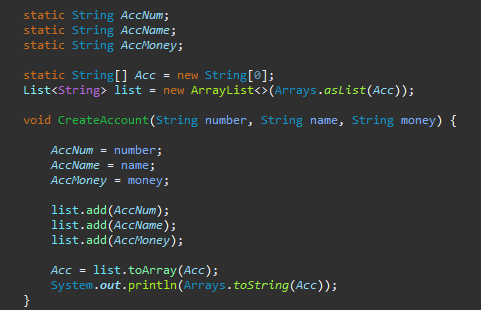 static String AccNum;
static String AccName;
static String AccMoney;
static String[] Acc = new String[0];
List<String> list = new ArrayList<>(Arrays.asList(Acc));
void CreateAccount(String number, String name, String money) {
AccNum = number;
AccName = name;
AccMoney = money;
list.add(AccNum);
list.add(AccName);
list.add(AccMoney);
Acc = list.toArray(Acc);
System.out.println(Arrays.toString(Acc));
}